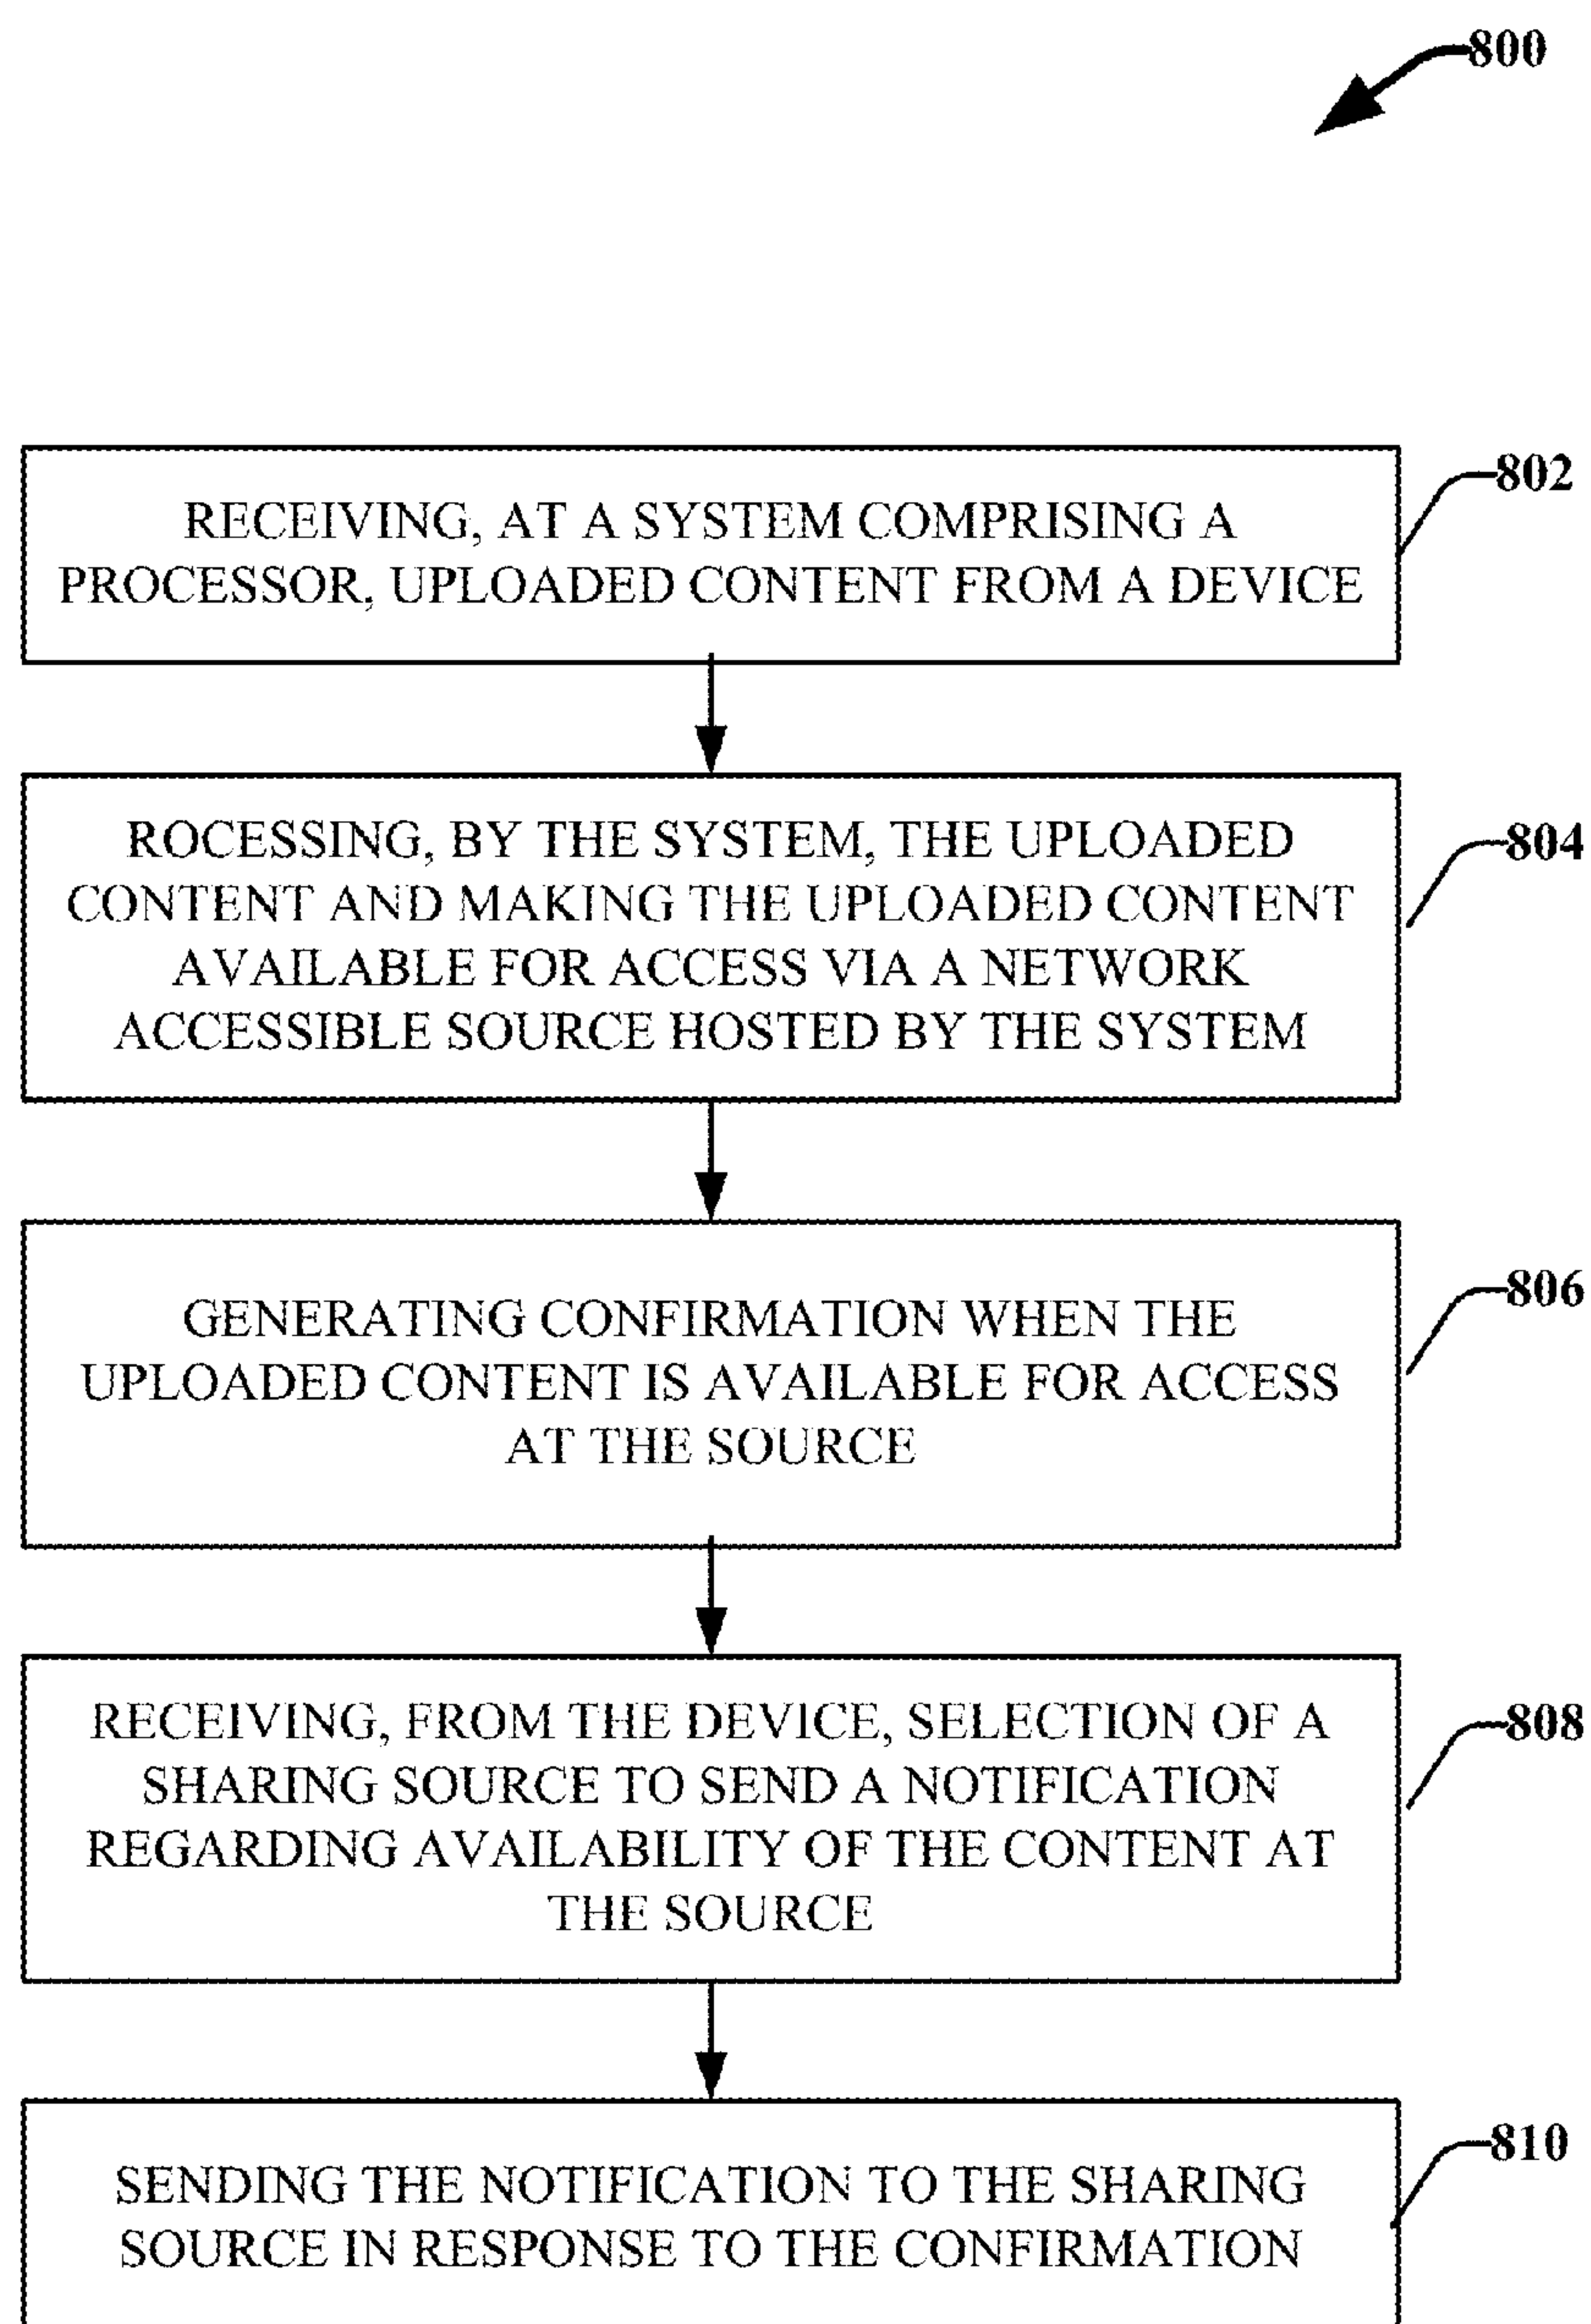 800
RECEIVING, AT A SYSTEM COMPRISING A
PROCESSOR, UPLOADED CONTENT FROM A DEVICE
802
ROCESSING, BY THE SYSTEM, THE UPLOADED
CONTENT AND MAKING THE UPLOADED CONTENT
AVAILABLE FOR ACCESS VIA A NETWORK
ACCESSIBLE SOURCE HOSTED BY THE SYSTEM
804
GENERATING CONFIRMATION WHEN THE
UPLOADED CONTENT IS AVAILABLE FOR ACCESS
AT THE SOURCE
806
RECEIVING, FROM THE DEVICE, SELECTION OF A
SHARING SOURCE TO SEND A NOTIFICATION
REGARDING AVAILABILITY OF THE CONTENT AT
THE SOURCE
808
SENDING THE NOTIFICATION TO THE SHARING
SOURCE IN RESPONSE TO THE CONFIRMATION
810